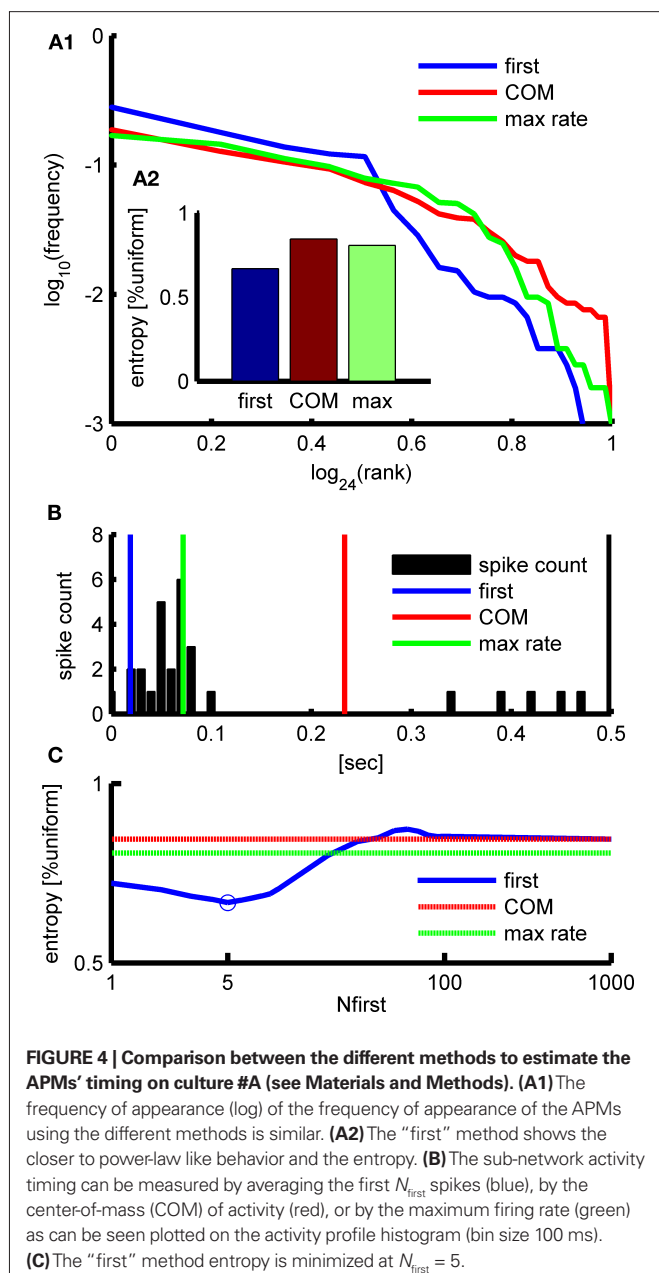 A1
0
-1
-2
-3
log10(frequency)
first
COM
max rate
A2
1
0.5
0
entropy [%uniform]
first COM max
0 0.2 0.4 0.6 0.8 1
log24(rank)
B
8
6
4
2
0
spike count
spike count
first
COM
max rate
0 0.1 0.2 0.3 0.4 0.5
[sec]
C
1
0.5
entropy [%uniform]
first
COM
max rate
1 5 100 1000
Nfirst
FIGURE 4 | Comparison between the different methods to estimate the
APMs' timing on culture #A (see Materials and Methods). (A1) The
frequency of appearance (log) of the frequency of appearance of the APMs
using the different methods is similar. (A2) The "first" method shows the
closer to power-law like behavior and the entropy. (B) The sub-network activity
timing can be measured by averaging the first Nfirst spikes (blue), by the
center-of-mass (COM) of activity (red), or by the maximum firing rate (green)
as can be seen plotted on the activity profile histogram (bin size 100 ms).
(C) The "first" method entropy is minimized at Nfirst = 5.